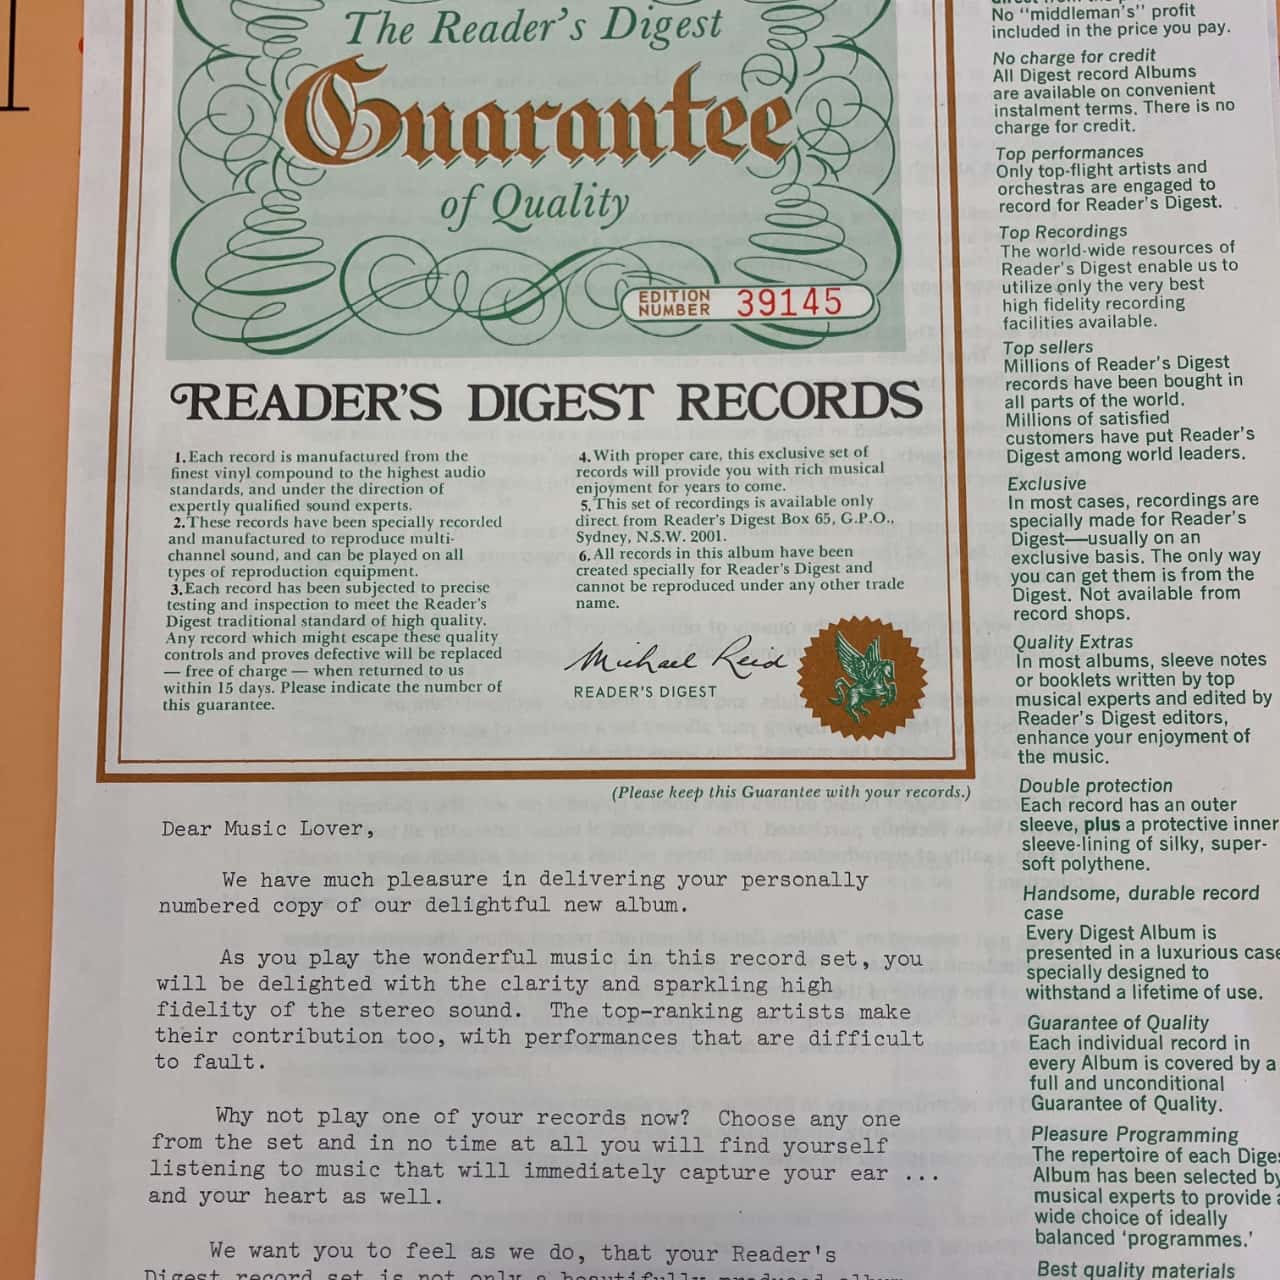 The Reader's Digest
Guarantee
of Quality
EDITION
NUMBER 39145
READER'S DIGEST RECORDS
1. Each record is manufactured from the
finest vinyl compound to the highest audio
standards, and under the direction of
expertly qualified sound experts.
2. These records have been specially recorded
and manufactured to reproduce multi-
channel sound, and can be played on all
types of reproduction equipment.
3. Each record has been subjected to precise
testing and inspection to meet the Reader's
Digest traditional standard of high quality.
Any record which might escape these quality
controls and proves defective will be replaced
— free of charge — when returned to us
within 15 days. Please indicate the number of
this guarantee.
4. With proper care, this exclusive set of
records will provide you with rich musical
enjoyment for years to come.
5. This set of recordings is available only
direct from Reader's Digest Box 65, G.P.O.,
Sydney, N.S.W. 2001.
6. All records in this album have been
created specially for Reader's Digest and
cannot be reproduced under any other trade
name.
Michael Reid
READER'S DIGEST
(Please keep this Guarantee with your records.)
Dear Music Lover,
We have much pleasure in delivering your personally
numbered copy of our delightful new album.
As you play the wonderful music in this record set, you
will be delighted with the clarity and sparkling high
fidelity of the stereo sound. The top-ranking artists make
their contribution too, with performances that are difficult
to fault.
Why not play one of your records now? Choose any one
from the set and in no time at all you will find yourself
listening to music that will immediately capture your ear ...
and your heart as well.
We want you to feel as we do, that your Reader's
Digest record set is not only a beautifully produced album
No "middleman's" profit
included in the price you pay.
No charge for credit
All Digest record Albums
are available on convenient
instalment terms. There is no
charge for credit.
Top performances
Only top-flight artists and
orchestras are engaged to
record for Reader's Digest.
Top Recordings
The world-wide resources of
Reader's Digest enable us to
utilize only the very best
high fidelity recording
facilities available.
Top sellers
Millions of Reader's Digest
records have been bought in
all parts of the world.
Millions of satisfied
customers have put Reader's
Digest among world leaders.
Exclusive
In most cases, recordings are
specially made for Reader's
Digest—usually on an
exclusive basis. The only way
you can get them is from the
Digest. Not available from
record shops.
Quality Extras
In most albums, sleeve notes
or booklets written by top
musical experts and edited by
Reader's Digest editors,
enhance your enjoyment of
the music.
Double protection
Each record has an outer
sleeve, plus a protective inner
sleeve-lining of silky, super-
soft polythene.
Handsome, durable record
case
Every Digest Album is
presented in a luxurious case
specially designed to
withstand a lifetime of use.
Guarantee of Quality
Each individual record in
every Album is covered by a
full and unconditional
Guarantee of Quality.
Pleasure Programming
The repertoire of each Diges
Album has been selected by
musical experts to provide a
wide choice of ideally
balanced 'programmes.'
Best quality materials